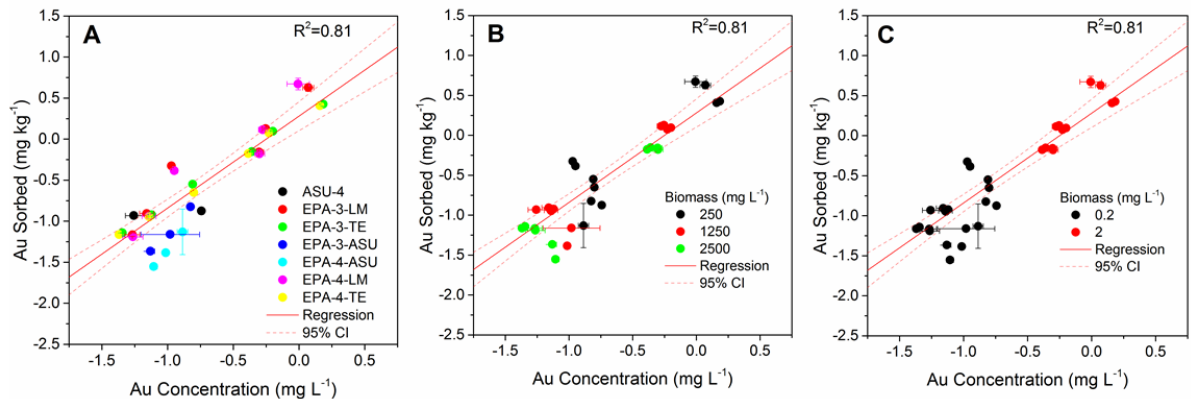 A
R²=0.81
Au Sorbed (mg kg⁻¹)
1.5
1.0
0.5
0.0
-0.5
-1.0
-1.5
-2.0
-2.5
ASU-4
EPA-3-LM
EPA-3-TE
EPA-3-ASU
EPA-4-ASU
EPA-4-LM
EPA-4-TE
Regression
95% CI
-1.5 -1.0 -0.5 0.0 0.5
Au Concentration (mg L⁻¹)
B
R²=0.81
Au Sorbed (mg kg⁻¹)
1.5
1.0
0.5
0.0
-0.5
-1.0
-1.5
-2.0
-2.5
Biomass (mg L⁻¹)
250
1250
2500
Regression
95% CI
-1.5 -1.0 -0.5 0.0 0.5
Au Concentration (mg L⁻¹)
C
R²=0.81
Au Sorbed (mg kg⁻¹)
1.5
1.0
0.5
0.0
-0.5
-1.0
-1.5
-2.0
-2.5
Biomass (mg L⁻¹)
0.2
2
Regression
95% CI
-1.5 -1.0 -0.5 0.0 0.5
Au Concentration (mg L⁻¹)